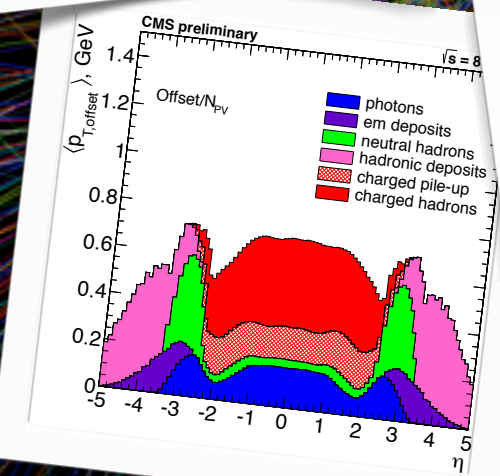 CMS preliminary
√s = 8
⟨p_T,offset⟩, GeV
Offset/N_PV
photons
em deposits
neutral hadrons
hadronic deposits
charged pile-up
charged hadrons
1.4
1.2
1
0.8
0.6
0.4
0.2
0
-5 -4 -3 -2 -1 0 1 2 3 4 5
η